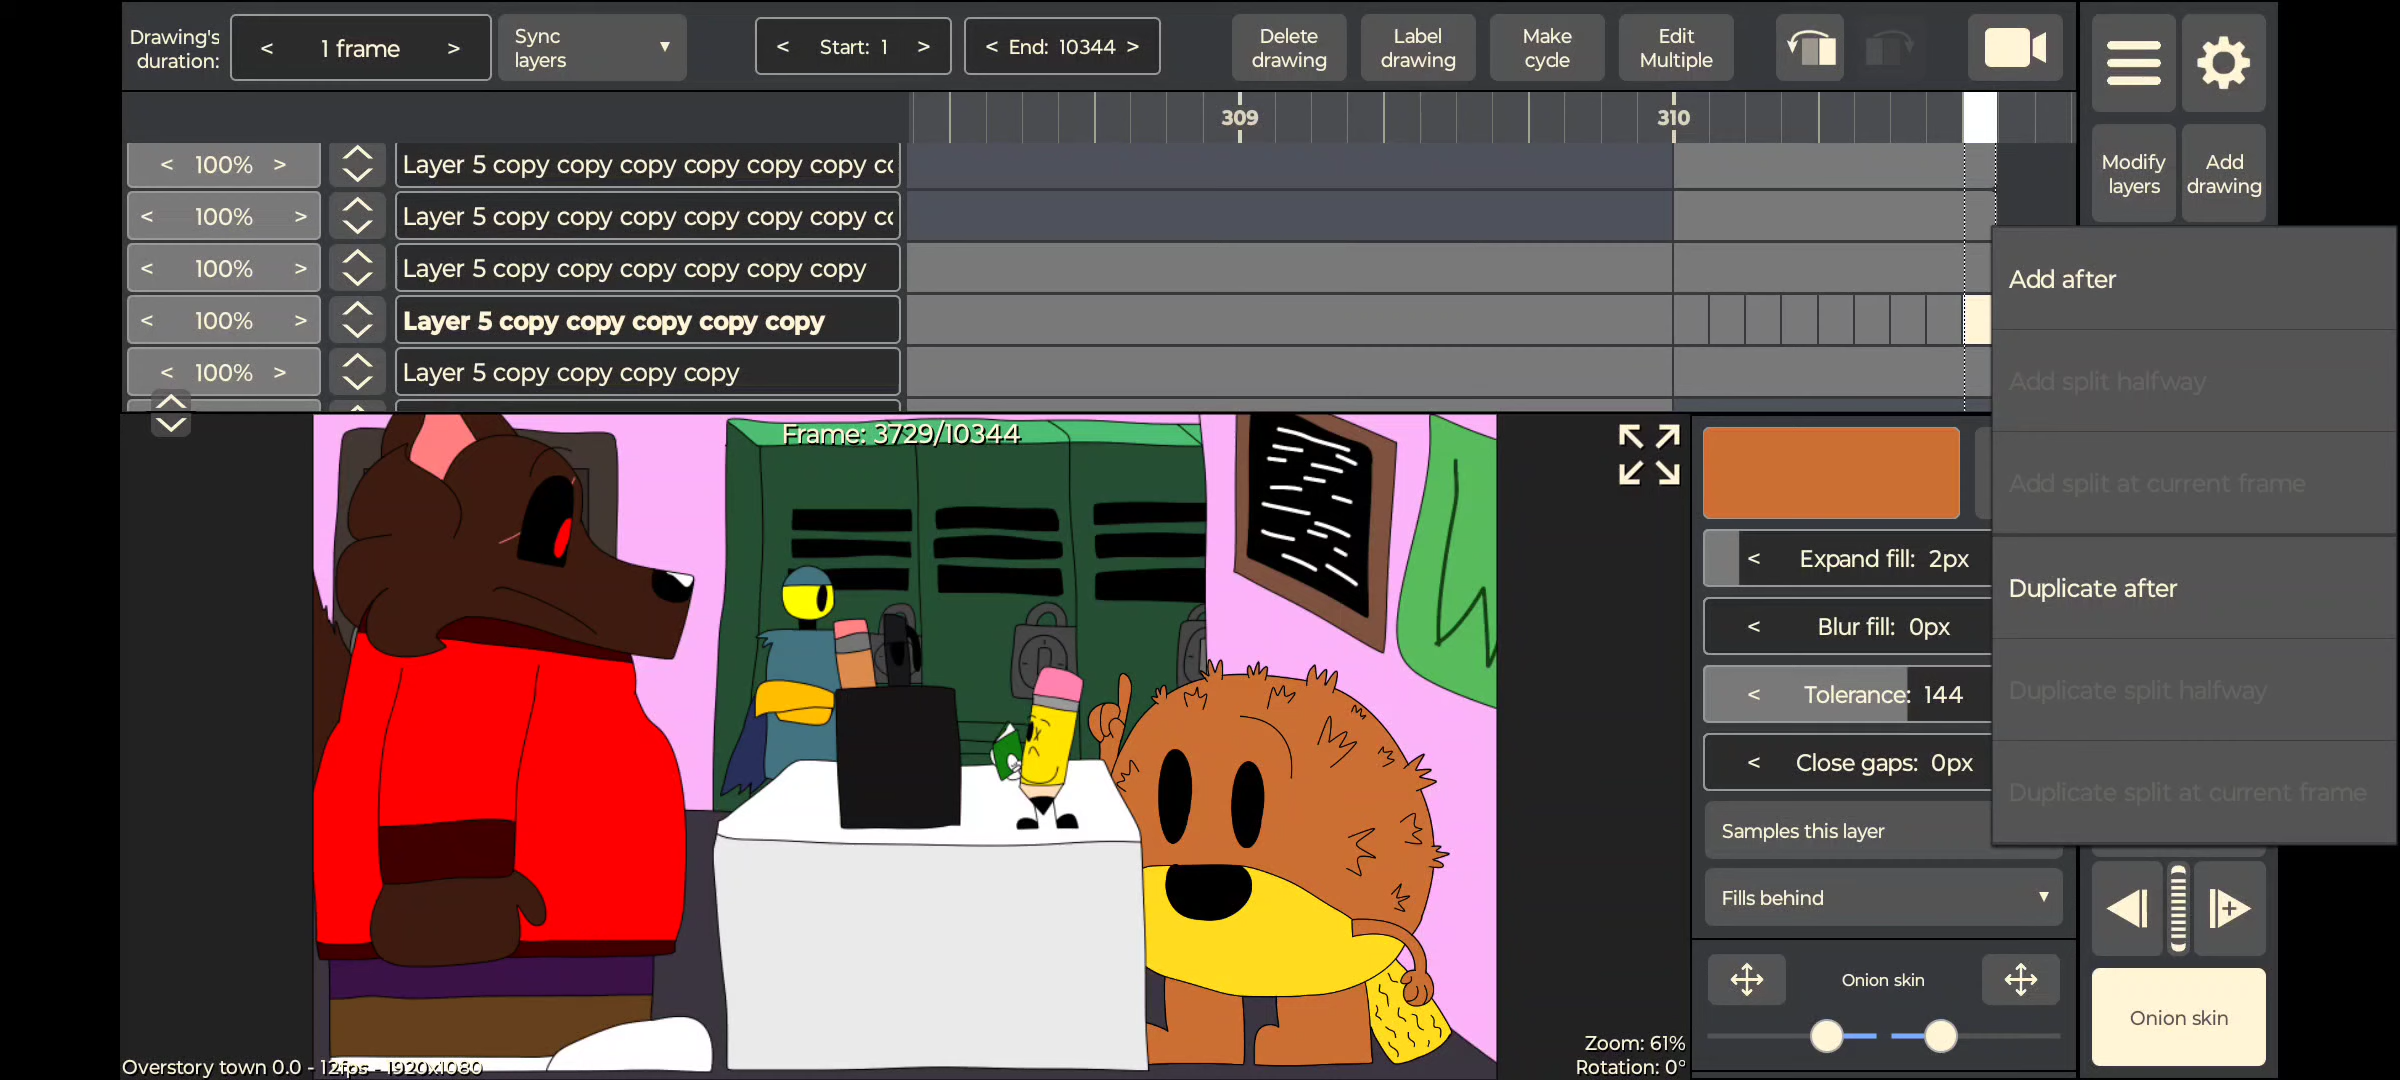 Drawing's
duration:
< 1 frame >
Sync
layers
< Start: 1 >
< End: 10344 >
Delete
drawing
Label
drawing
Make
cycle
Edit
Multiple
309
310
Modify
layers
Add
drawing
< 100% >
Layer 5 copy copy copy copy copy copy co
< 100% >
Layer 5 copy copy copy copy copy copy co
< 100% >
Layer 5 copy copy copy copy copy copy
< 100% >
Layer 5 copy copy copy copy copy
< 100% >
Layer 5 copy copy copy copy
Add after
Add split halfway
Add split at current frame
Duplicate after
Duplicate split halfway
Duplicate split at current frame
Frame: 3729/10344
< Expand fill: 2px
< Blur fill: 0px
< Tolerance: 144
< Close gaps: 0px
Samples this layer
Fills behind
Onion skin
Onion skin
Zoom: 61%
Rotation: 0°
Overstory town 0.0 - 12fps - 1920x1080